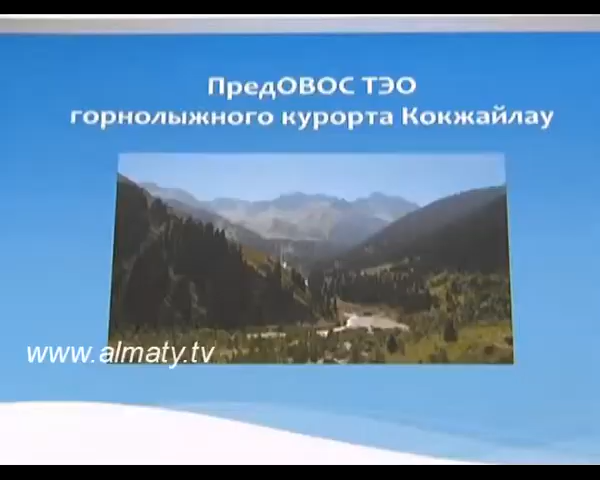 ПредОВОС ТЭО
горнолыжного курорта Кокжайлау
www.almaty.tv